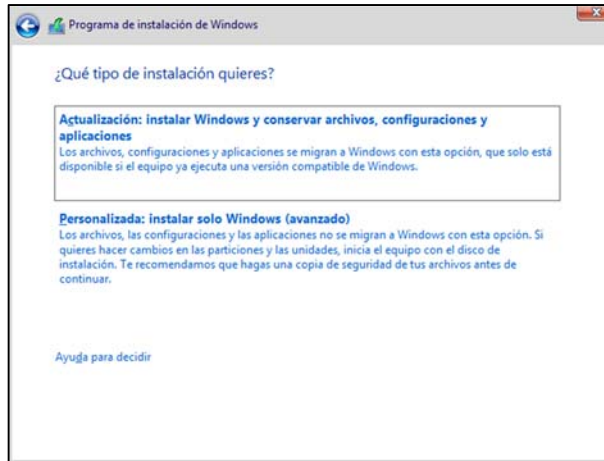 Programa de instalación de Windows
¿Qué tipo de instalación quieres?
Actualización: instalar Windows y conservar archivos, configuraciones y
aplicaciones
Los archivos, configuraciones y aplicaciones se migran a Windows con esta opción, que solo está
disponible si el equipo ya ejecuta una versión compatible de Windows.
Personalizada: instalar solo Windows (avanzado)
Los archivos, las configuraciones y las aplicaciones no se migran a Windows con esta opción. Si
quieres hacer cambios en las particiones y las unidades, inicia el equipo con el disco de
instalación. Te recomendamos que hagas una copia de seguridad de tus archivos antes de
continuar.
Ayuda para decidir